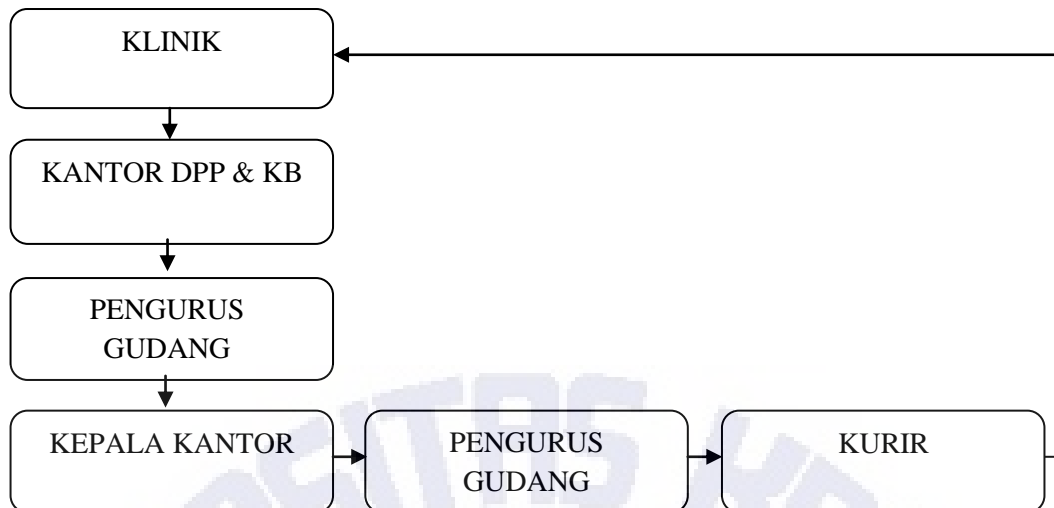 KLINIK
KANTOR DPP & KB
PENGURUS
GUDANG
KEPALA KANTOR
PENGURUS
GUDANG
KURIR